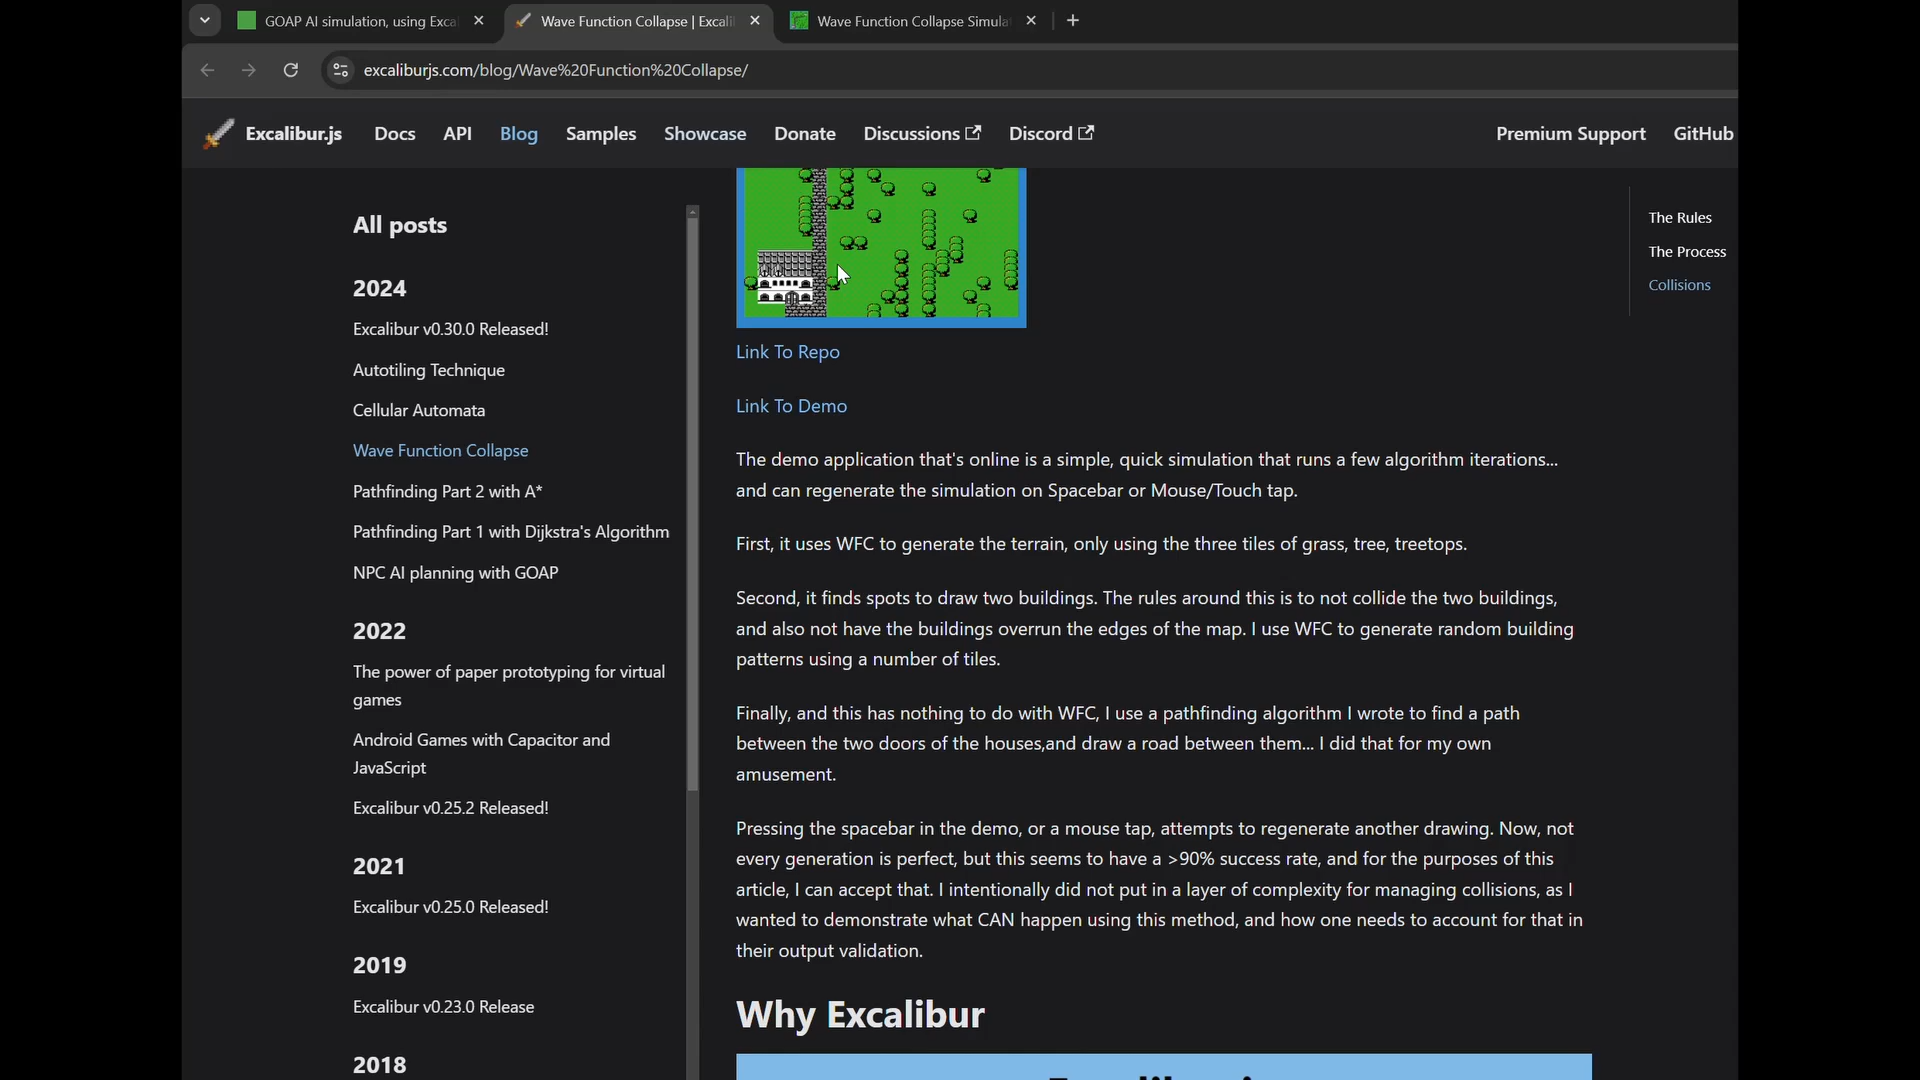 GOAP AI simulation, using Exca
Wave Function Collapse | Excali
Wave Function Collapse Simula
excaliburjs.com/blog/Wave%20Function%20Collapse/
Excalibur.js
Docs
API
Blog
Samples
Showcase
Donate
Discussions
Discord
Premium Support
GitHub
All posts
2024
Excalibur v0.30.0 Released!
Autotiling Technique
Cellular Automata
Wave Function Collapse
Pathfinding Part 2 with A*
Pathfinding Part 1 with Dijkstra's Algorithm
NPC AI planning with GOAP
2022
The power of paper prototyping for virtual
games
Android Games with Capacitor and
JavaScript
Excalibur v0.25.2 Released!
2021
Excalibur v0.25.0 Released!
2019
Excalibur v0.23.0 Release
2018
Link To Repo
Link To Demo
The demo application that's online is a simple, quick simulation that runs a few algorithm iterations...
and can regenerate the simulation on Spacebar or Mouse/Touch tap.
First, it uses WFC to generate the terrain, only using the three tiles of grass, tree, treetops.
Second, it finds spots to draw two buildings. The rules around this is to not collide the two buildings,
and also not have the buildings overrun the edges of the map. I use WFC to generate random building
patterns using a number of tiles.
Finally, and this has nothing to do with WFC, I use a pathfinding algorithm I wrote to find a path
between the two doors of the houses,and draw a road between them... I did that for my own
amusement.
Pressing the spacebar in the demo, or a mouse tap, attempts to regenerate another drawing. Now, not
every generation is perfect, but this seems to have a >90% success rate, and for the purposes of this
article, I can accept that. I intentionally did not put in a layer of complexity for managing collisions, as I
wanted to demonstrate what CAN happen using this method, and how one needs to account for that in
their output validation.
Why Excalibur
The Rules
The Process
Collisions